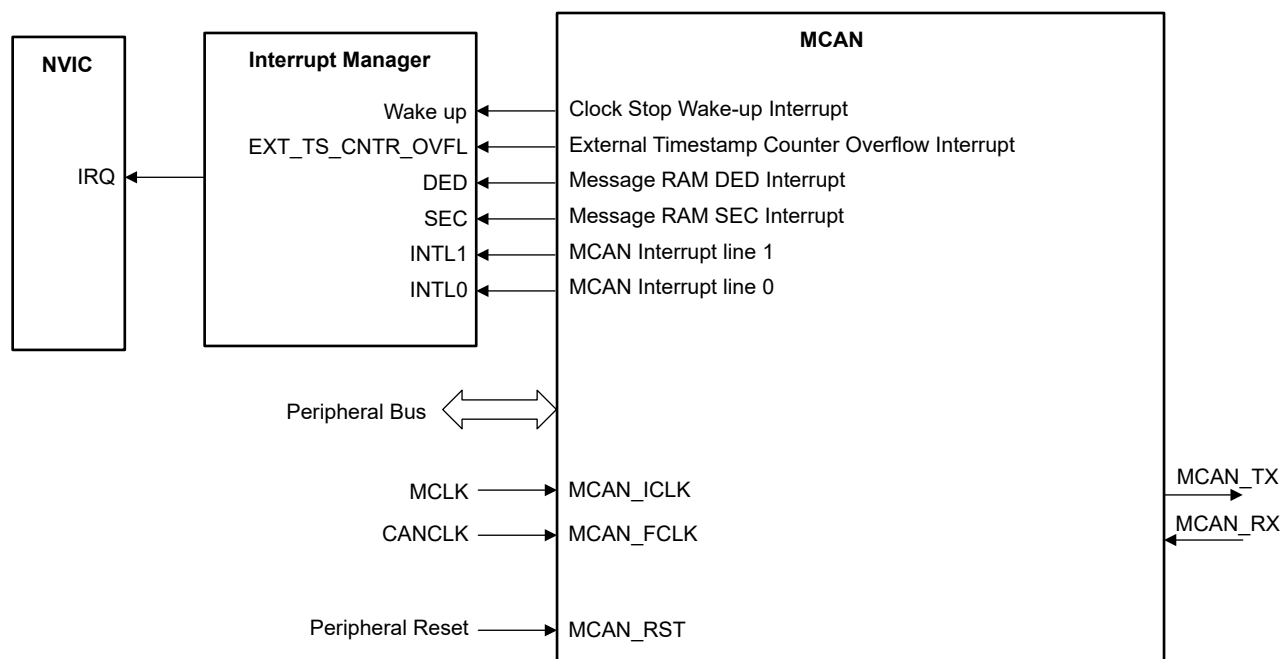 MCAN
NVIC
Interrupt Manager
Wake up
Clock Stop Wake-up Interrupt
EXT_TS_CNTR_OVFL
External Timestamp Counter Overflow Interrupt
IRQ
DED
Message RAM DED Interrupt
SEC
Message RAM SEC Interrupt
INTL1
MCAN Interrupt line 1
INTL0
MCAN Interrupt line 0
Peripheral Bus
MCLK
MCAN_ICLK
MCAN_TX
CANCLK
MCAN_FCLK
MCAN_RX
Peripheral Reset
MCAN_RST